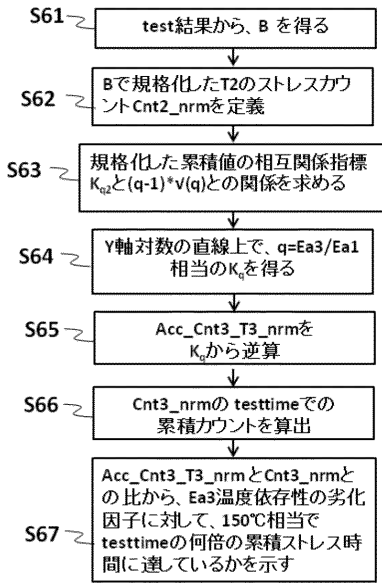 S61
test結果から、B を得る
S62
Bで規格化したT2のストレスカウ
ントCnt2_nrmを定義
S63
規格化した累積値の相互関係指標
Kq2と(q-1)*√(q)との関係を求める
S64
Y軸対数の直線上で、q=Ea3/Ea1
相当のKqを得る
S65
Acc_Cnt3_T3_nrmを
Kqから逆算
S66
Cnt3_nrmの testtimeでの
累積カウントを算出
S67
Acc_Cnt3_T3_nrmとCnt3_nrmと
の比から、Ea3温度依存性の劣化
因子に対して、150℃相当で
testtimeの何倍の累積ストレス時
間に達しているかを示す